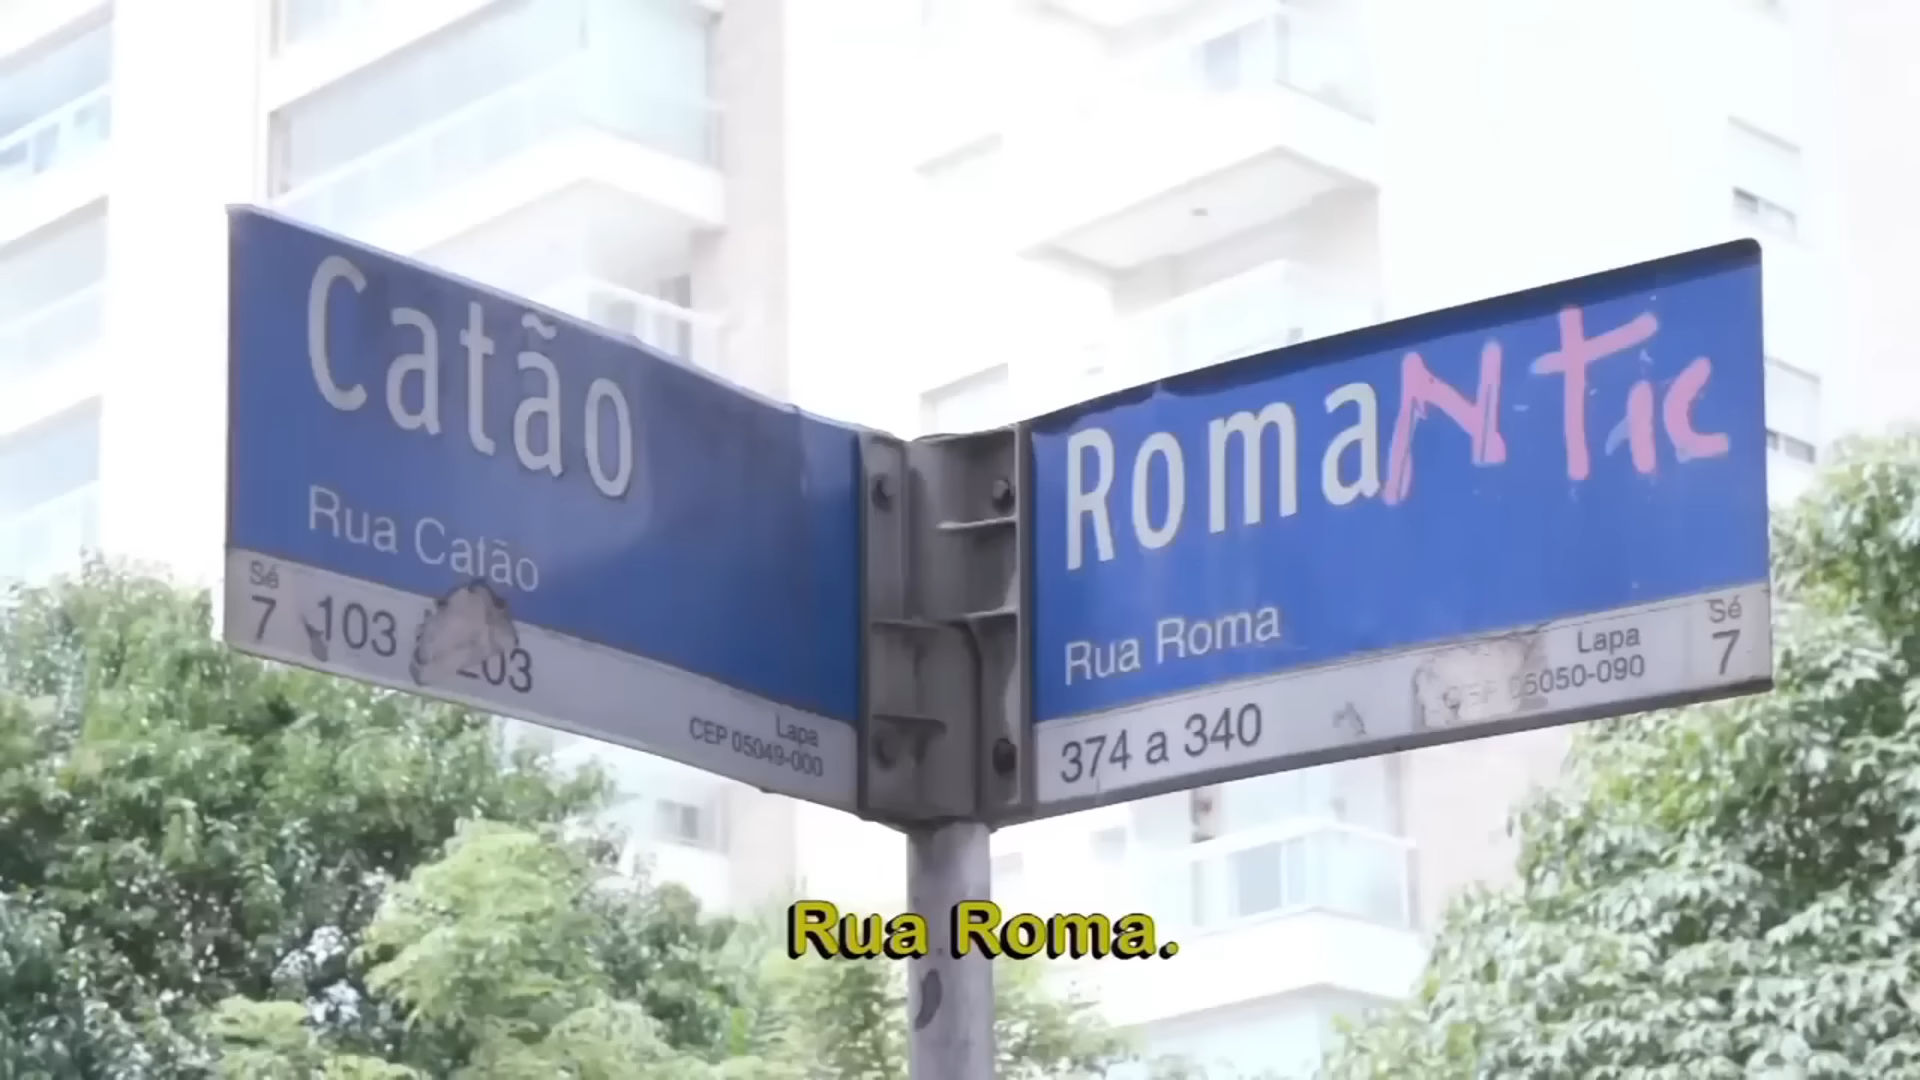 Catão
Rua Catão
Sé
7
103 a 203
Lapa
CEP 05049-000
RomaNTic
Rua Roma
374 a 340
Lapa
CEP 05050-090
Sé
7
Rua Roma.